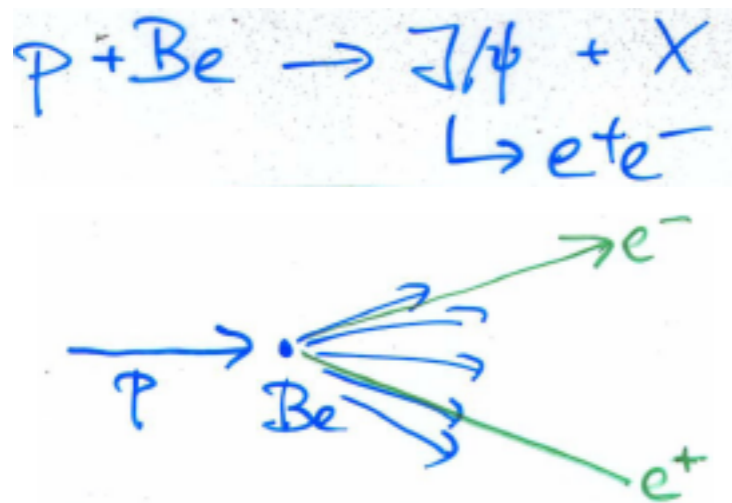 p + Be → J/ψ + X
↳ e⁺e⁻
e⁻
p
Be
e⁺